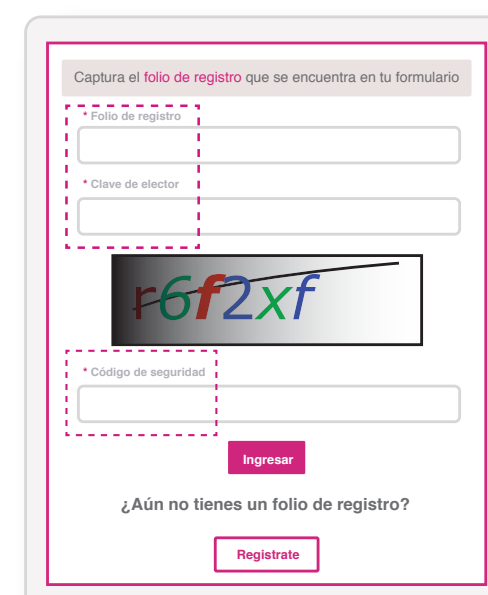 Captura el folio de registro que se encuentra en tu formulario
* Folio de registro
* Clave de elector
r6f2xf
* Código de seguridad
Ingresar
¿Aún no tienes un folio de registro?
Registrate